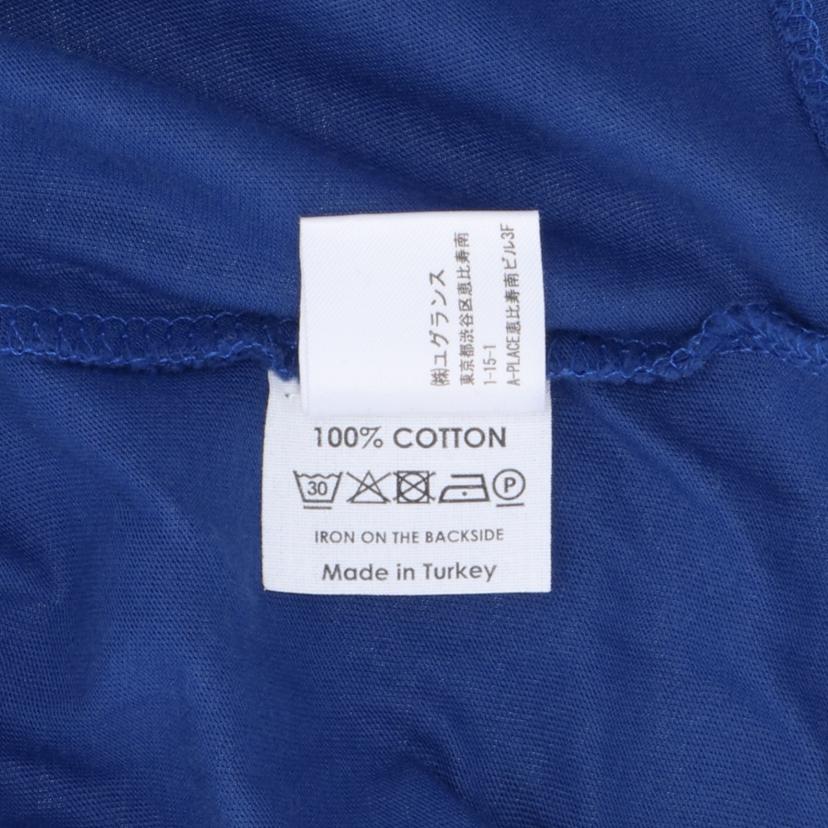 (株)ユグランス
東京都渋谷区恵比寿南
1-15-1
A-PLACE恵比寿南ビル3F
100% COTTON
30 P
IRON ON THE BACKSIDE
Made in Turkey